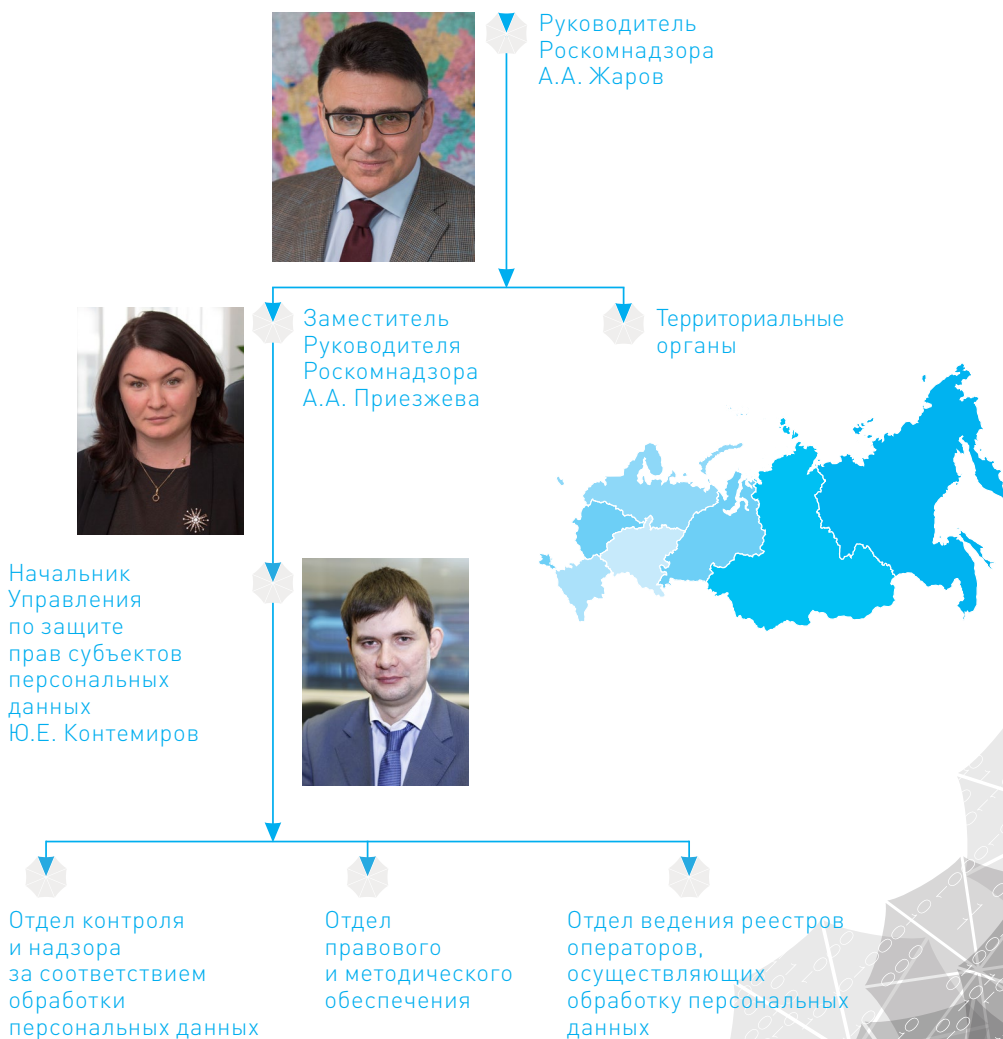 Руководитель
Роскомнадзора
А.А. Жаров
Заместитель
Руководителя
Роскомнадзора
А.А. Приезжева
Территориальные
органы
Начальник
Управления
по защите
прав субъектов
персональных
данных
Ю.Е. Контемиров
Отдел контроля
и надзора
за соответствием
обработки
персональных данных
Отдел
правового
и методического
обеспечения
Отдел ведения реестров
операторов,
осуществляющих
обработку персональных
данных